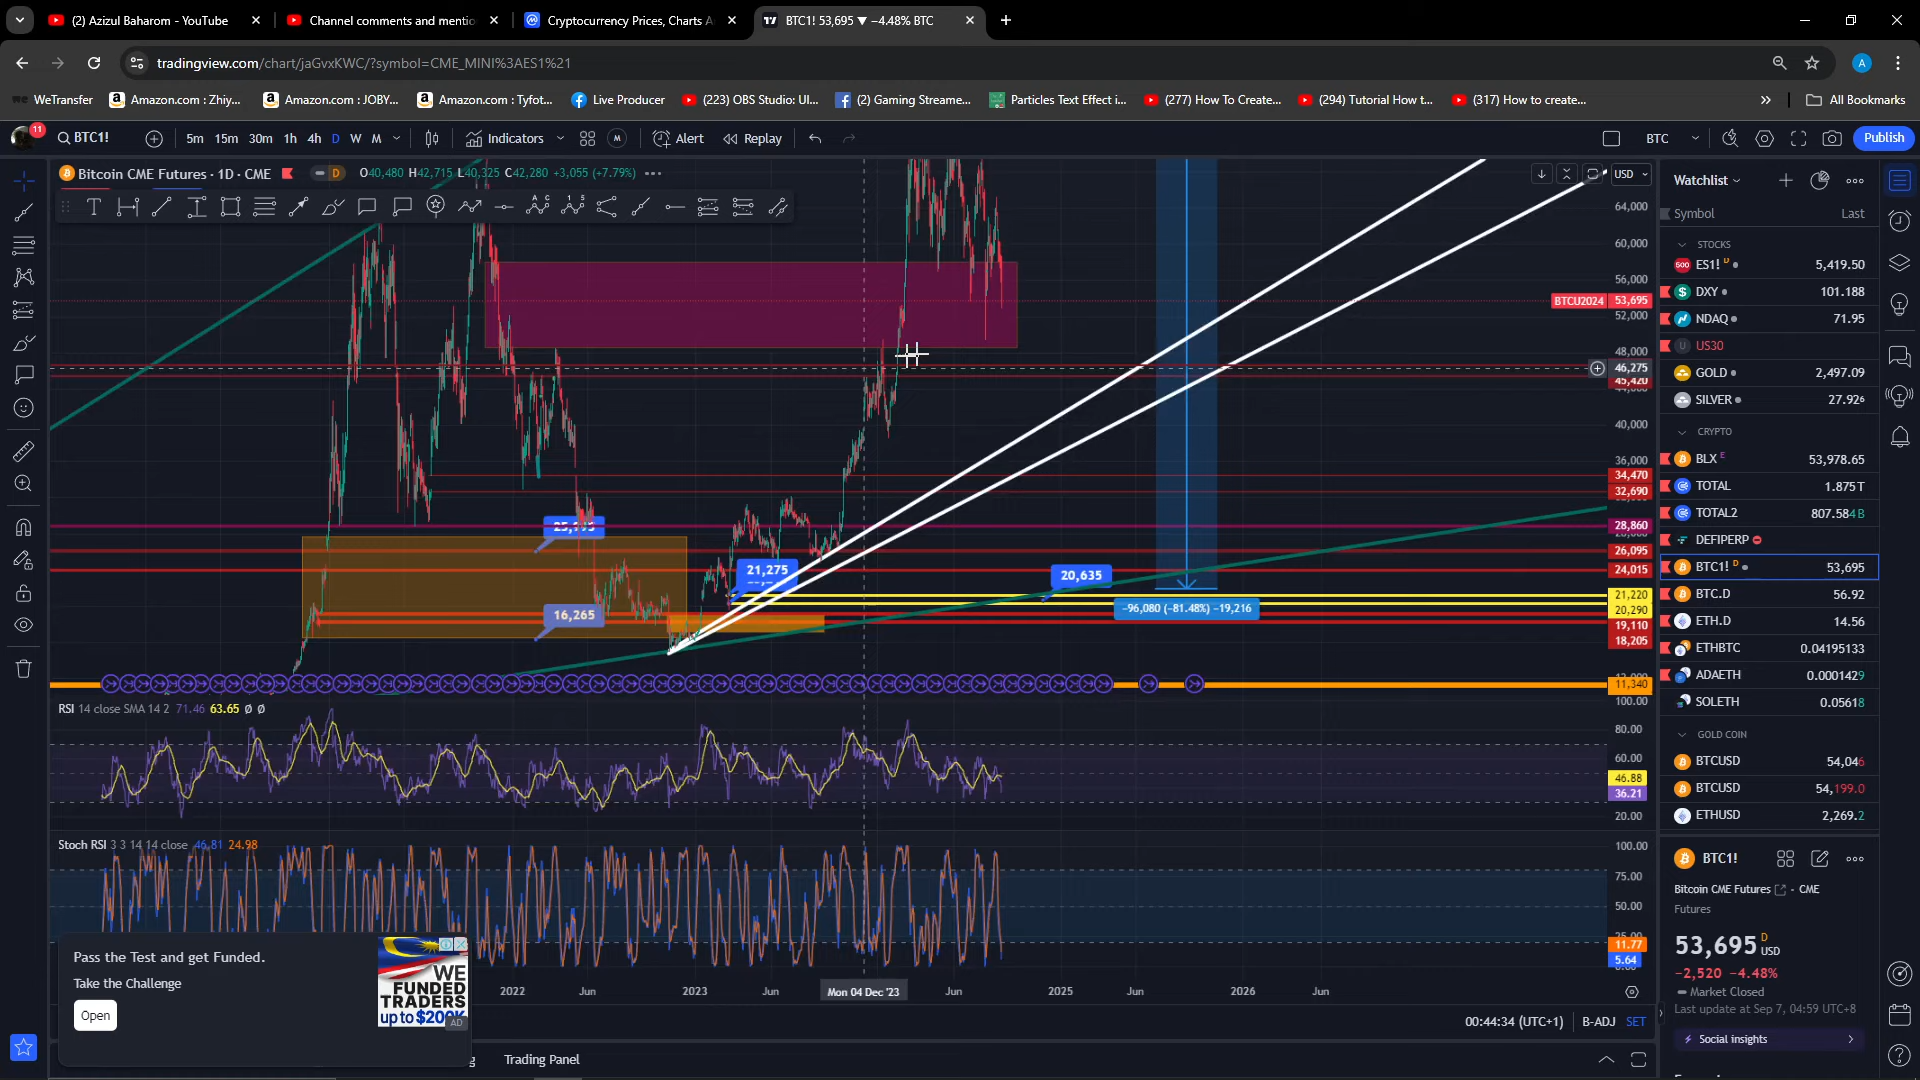 (2) Azizul Baharom - YouTube
Channel comments and mentio
Cryptocurrency Prices, Charts A
BTC1! 53,695 ▼ −4.48% BTC
tradingview.com/chart/jaGvxKWC/?symbol=CME_MINI%3AES1%21
A
WeTransfer
Amazon.com : Zhiy...
Amazon.com : JOBY...
Amazon.com : Tyfot...
Live Producer
(223) OBS Studio: Ul...
(2) Gaming Streame...
Particles Text Effect i...
(277) How To Create...
(294) Tutorial How t...
(317) How to create...
All Bookmarks
11
BTC1!
5m 15m 30m 1h 4h D W M
Indicators
M
Alert
Replay
BTC
Publish
Bitcoin CME Futures · 1D · CME
D
O40,480 H42,715 L40,325 C42,280 +3,055 (+7.79%)
USD
64,000
60,000
56,000
BTCU2024 53,695
52,000
48,000
46,275
45,420
40,000
36,000
34,470
32,690
28,860
26,095
24,015
21,220
20,290
19,110
18,205
11,340
21,275
16,265
20,635
−96,080 (−81.48%) −19,216
RSI 14 close SMA 14 2 71.46 63.65 Ø Ø
100.00
80.00
60.00
46.88
36.21
20.00
Stoch RSI 3 3 14 14 close 46.81 24.98
100.00
75.00
50.00
11.77
5.64
Pass the Test and get Funded.
Take the Challenge
Open
WE
FUNDED
TRADERS
up to $200K
AD
2022
Jun
2023
Jun
Mon 04 Dec '23
Jun
2025
Jun
2026
Jun
00:44:34 (UTC+1)
B-ADJ
SET
Trading Panel
Watchlist
Symbol
Last
STOCKS
ES1! D 5,419.50
DXY 101.188
NDAQ 71.95
US30
GOLD 2,497.09
SILVER 27.926
CRYPTO
BLX E 53,978.65
TOTAL 1.875T
TOTAL2 807.584B
DEFIPERP
BTC1! D 53,695
BTC.D 56.92
ETH.D 14.56
ETHBTC 0.04195133
ADAETH 0.0001429
SOLETH 0.05618
GOLD COIN
BTCUSD 54,046
BTCUSD 54,199.0
ETHUSD 2,269.2
BTC1!
Bitcoin CME Futures · CME
Futures
53,695 D USD
−2,520 −4.48%
Market Closed
Last update at Sep 7, 04:59 UTC+8
Social insights